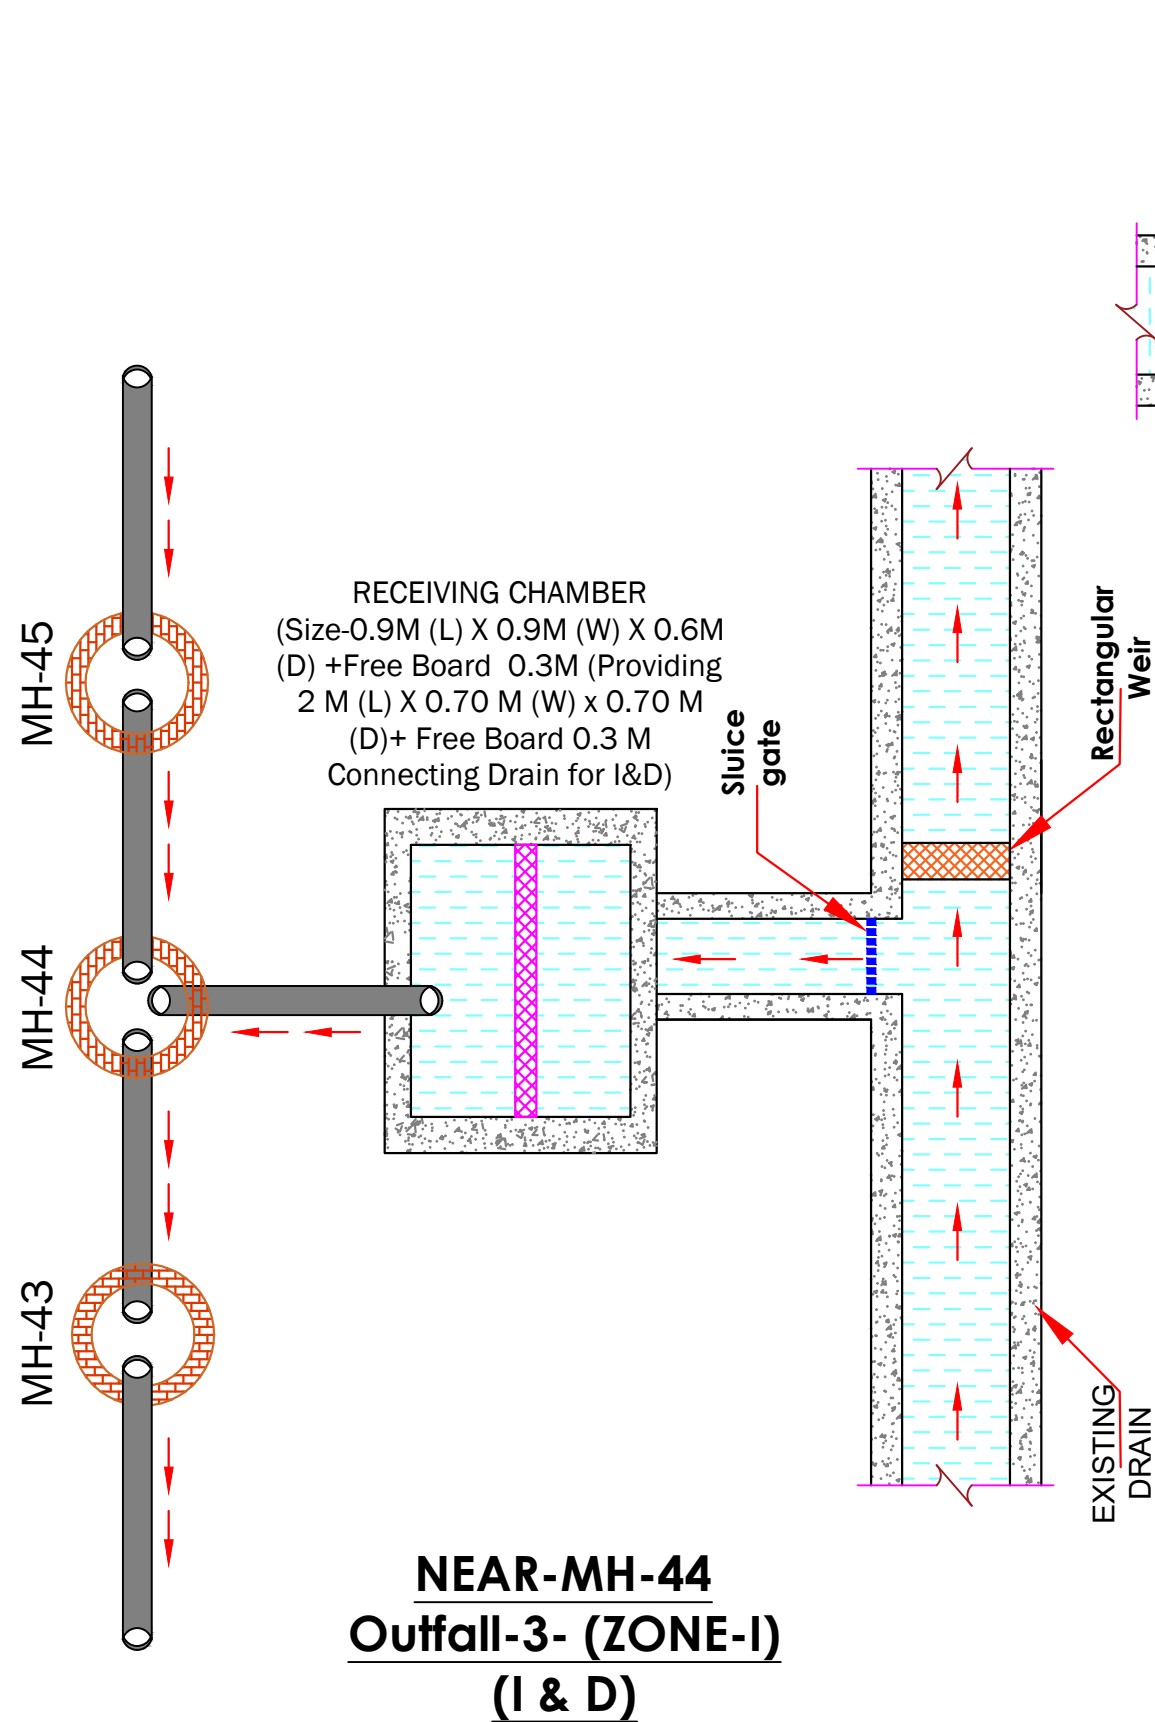 RECEIVING CHAMBER
(Size-0.9M (L) X 0.9M (W) X 0.6M
(D) +Free Board 0.3M (Providing
2 M (L) X 0.70 M (W) x 0.70 M
(D)+ Free Board 0.3 M
Connecting Drain for I&D)
MH-45
MH-44
MH-43
Sluice
gate
Rectangular
Weir
EXISTING
DRAIN
NEAR-MH-44
Outfall-3- (ZONE-I)
(I & D)